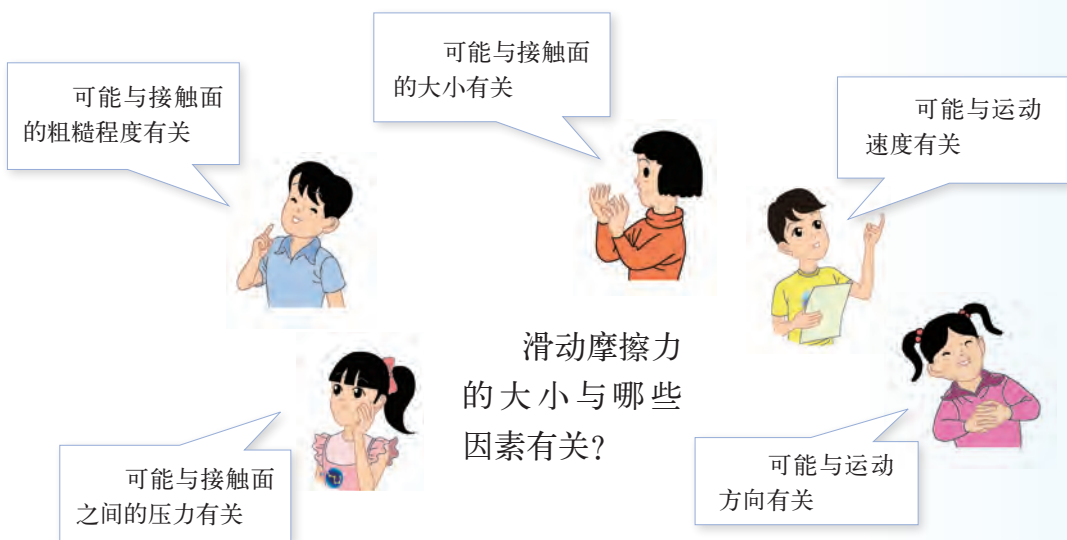 可能与接触面
的大小有关
可能与接触面
的粗糙程度有关
可能与运动
速度有关
滑动摩擦力
的大小与哪些
因素有关?
可能与接触面
之间的压力有关
可能与运动
方向有关